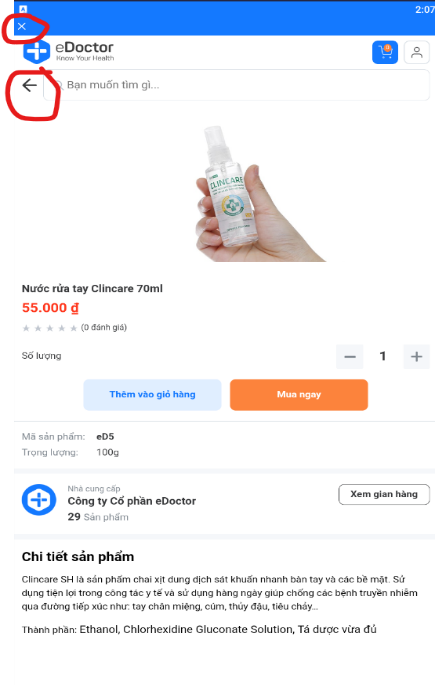 A
2:07
eDoctor
Know Your Health
0
Bạn muốn tìm gì...
CLINCARE
Nước rửa tay Clincare 70ml
55.000 ₫
(0 đánh giá)
Số lượng
1
Thêm vào giỏ hàng
Mua ngay
Mã sản phẩm: eD5
Trọng lượng: 100g
Nhà cung cấp
Công ty Cổ phần eDoctor
29 Sản phẩm
Xem gian hàng
Chi tiết sản phẩm
Clincare SH là sản phẩm chai xịt dung dịch sát khuẩn nhanh bàn tay và các bề mặt. Sử
dụng tiện lợi trong công tác y tế và sử dụng hàng ngày giúp chống các bệnh truyền nhiễm
qua đường tiếp xúc như: tay chân miệng, cúm, thủy đậu, tiêu chảy...
Thành phần: Ethanol, Chlorhexidine Gluconate Solution, Tá dược vừa đủ